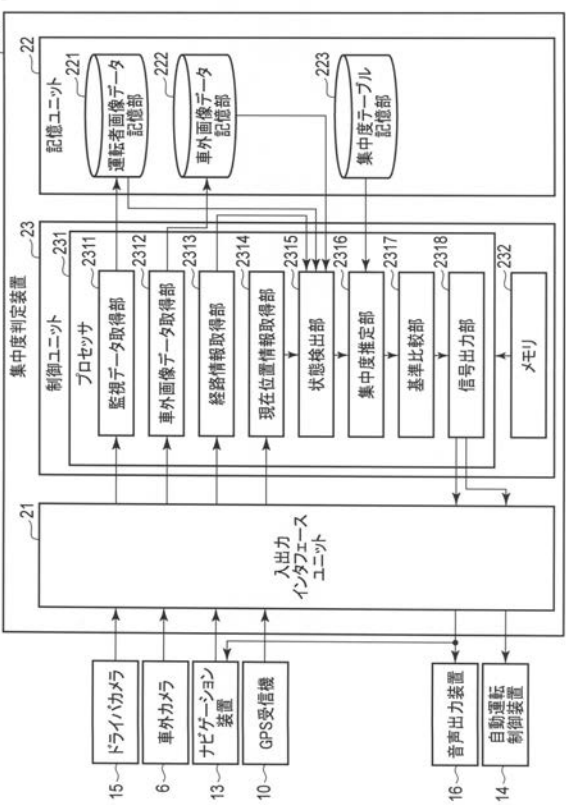 集中度判定装置
15
ドライバカメラ
6
車外カメラ
13
ナビゲーション
装置
10
GPS受信機
16
音声出力装置
14
自動運転
制御装置
21
入出力
インタフェース
ユニット
23
制御ユニット
231
プロセッサ
2311
監視データ取得部
2312
車外画像データ取得部
2313
経路情報取得部
2314
現在位置情報取得部
2315
状態検出部
2316
集中度推定部
2317
基準比較部
2318
信号出力部
232
メモリ
22
記憶ユニット
221
運転者画像データ
記憶部
222
車外画像データ
記憶部
223
集中度テーブル
記憶部